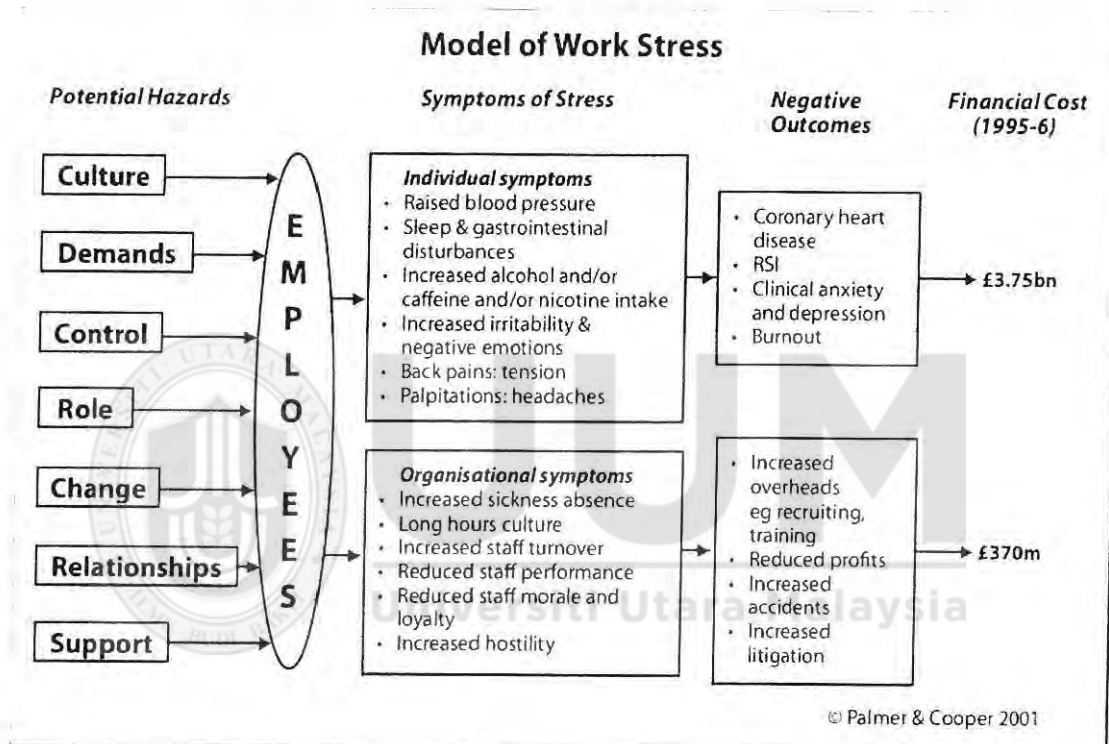 Model of Work Stress
Potential Hazards
Symptoms of Stress
Negative
Outcomes
Financial Cost
(1995-6)
Culture
Demands
Control
Role
Change
Relationships
Support
EMPLOYEES
Individual symptoms
• Raised blood pressure
• Sleep & gastrointestinal
disturbances
• Increased alcohol and/or
caffeine and/or nicotine intake
• Increased irritability &
negative emotions
• Back pains: tension
• Palpitations: headaches
• Coronary heart
disease
• RSI
• Clinical anxiety
and depression
• Burnout
£3.75bn
Organisational symptoms
• Increased sickness absence
• Long hours culture
• Increased staff turnover
• Reduced staff performance
• Reduced staff morale and
loyalty
• Increased hostility
• Increased
overheads
eg recruiting,
training
• Reduced profits
• Increased
accidents
• Increased
litigation
£370m
UUM
Universiti Utara Malaysia
UNIVERSITI UTARA MALAYSIA
© Palmer & Cooper 2001